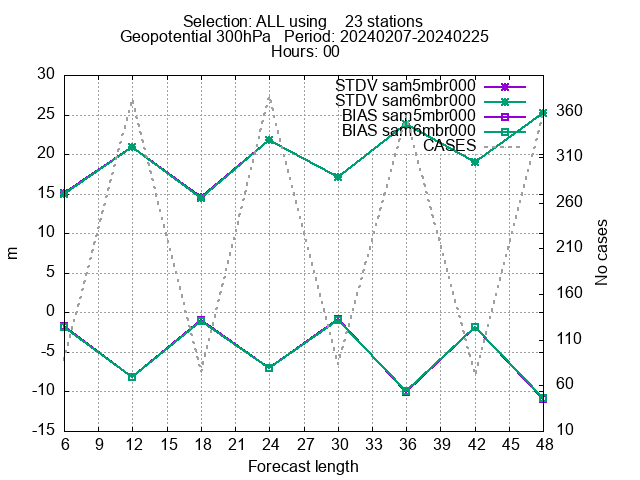 Selection: ALL using    23 stations
Geopotential 300hPa   Period: 20240207-20240225
Hours: 00
STDV sam5mbr000
STDV sam6mbr000
BIAS sam5mbr000
BIAS sam6mbr000
CASES
30
25
20
15
10
5
0
-5
-10
-15
m
360
310
260
210
160
110
60
10
No cases
6 9 12 15 18 21 24 27 30 33 36 39 42 45 48
Forecast length